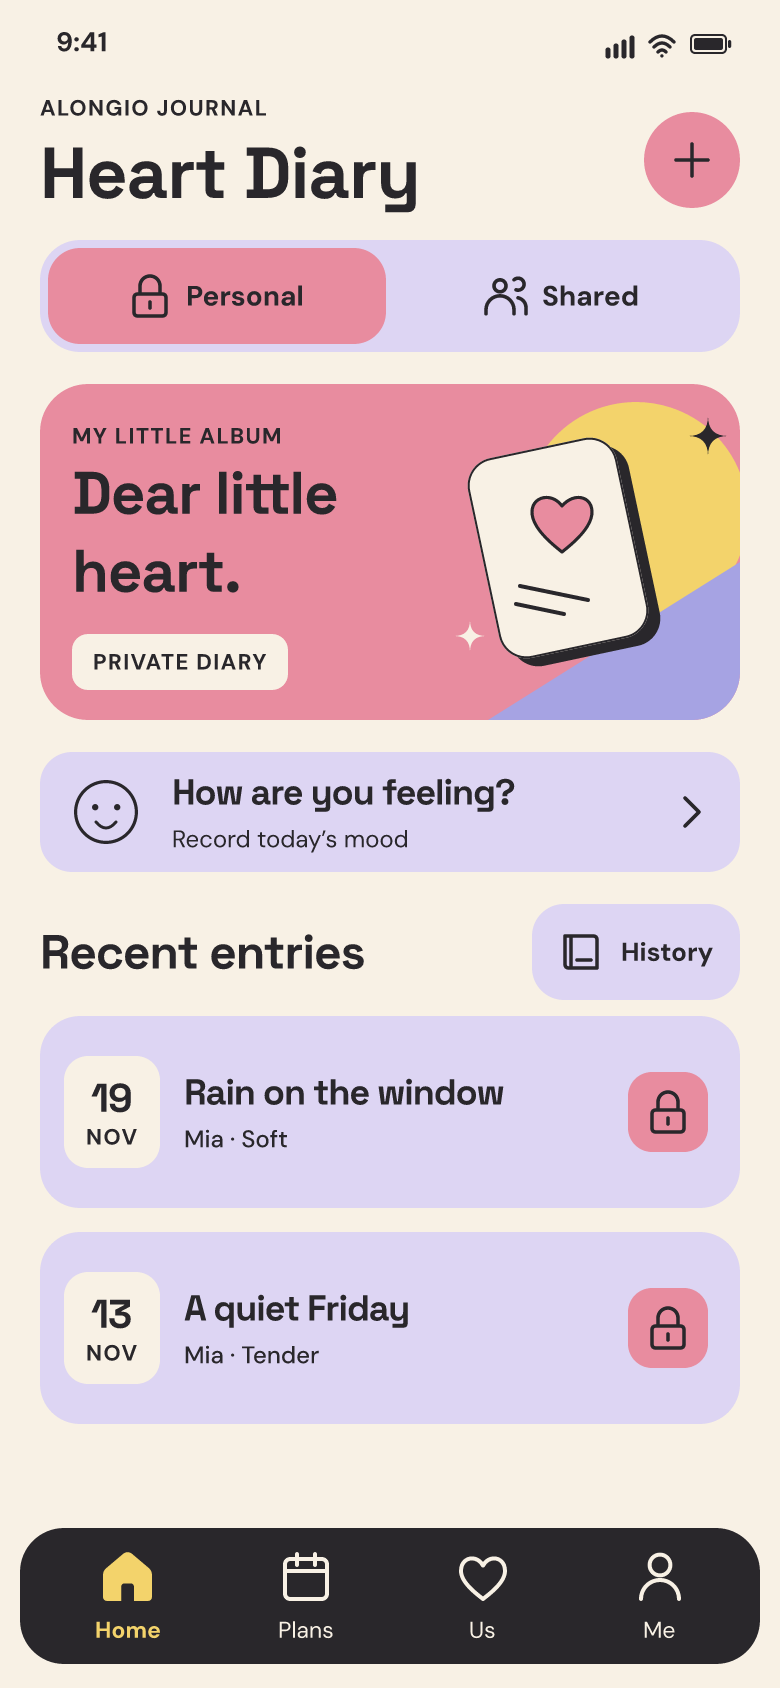 9:41
ALONGIO JOURNAL
Heart Diary
Personal
Shared
MY LITTLE ALBUM
Dear little
heart.
PRIVATE DIARY
How are you feeling?
Record today’s mood
Recent entries
History
19
NOV
Rain on the window
Mia · Soft
13
NOV
A quiet Friday
Mia · Tender
Home
Plans
Us
Me